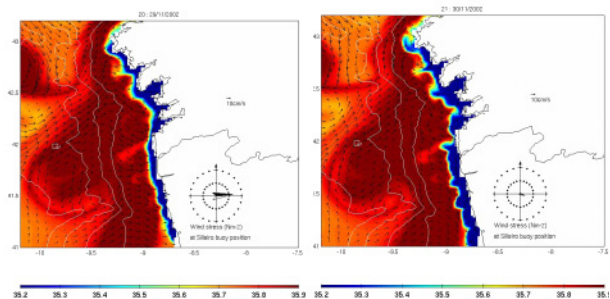 20 : 29/11/2002
21 : 30/11/2002
43
42.5
42
41.5
41
10cm/s
Wind stress (Nm-2)
at Silleiro buoy position
-10
-9.5
-9
-8.5
-8
-7.5
43
42
41
10cm/s
Wind stress (Nm-2)
at Silleiro buoy position
-10
-9.5
-9
-8.5
-8
-7.5
35.2 35.3 35.4 35.5 35.6 35.7 35.8 35.9
35.2 35.3 35.4 35.5 35.6 35.7 35.8 35.9